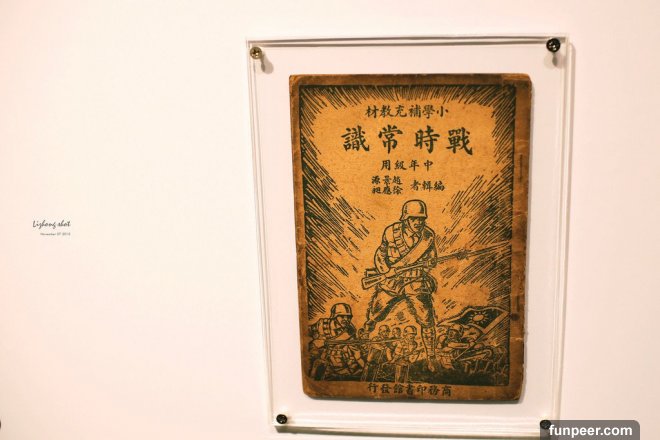 小學補充教材
戰時常識
中年級用
編輯者 趙景源
徐應昶
商務印書館發行
Lizhong shot
November
funpeer.com